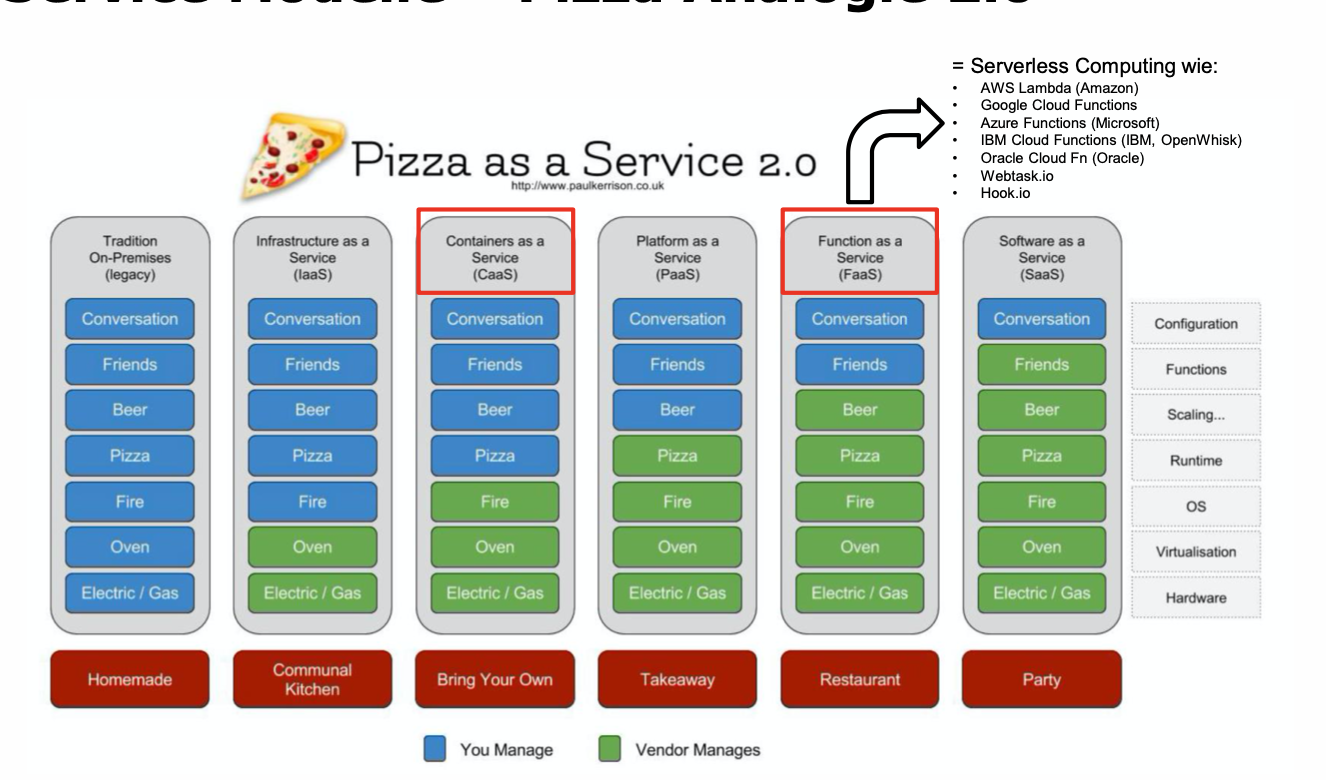 Service Modelle – Pizza Analogie 2.0
= Serverless Computing wie:
• AWS Lambda (Amazon)
• Google Cloud Functions
• Azure Functions (Microsoft)
• IBM Cloud Functions (IBM, OpenWhisk)
• Oracle Cloud Fn (Oracle)
• Webtask.io
• Hook.io
Pizza as a Service 2.0
http://www.paulkerrison.co.uk
Tradition
On-Premises
(legacy)
Conversation
Friends
Beer
Pizza
Fire
Oven
Electric / Gas
Homemade
Infrastructure as a
Service
(IaaS)
Conversation
Friends
Beer
Pizza
Fire
Oven
Electric / Gas
Communal
Kitchen
Containers as a
Service
(CaaS)
Conversation
Friends
Beer
Pizza
Fire
Oven
Electric / Gas
Bring Your Own
Platform as a
Service
(PaaS)
Conversation
Friends
Beer
Pizza
Fire
Oven
Electric / Gas
Takeaway
Function as a
Service
(FaaS)
Conversation
Friends
Beer
Pizza
Fire
Oven
Electric / Gas
Restaurant
Software as a
Service
(SaaS)
Conversation
Friends
Beer
Pizza
Fire
Oven
Electric / Gas
Party
Configuration
Functions
Scaling...
Runtime
OS
Virtualisation
Hardware
You Manage
Vendor Manages